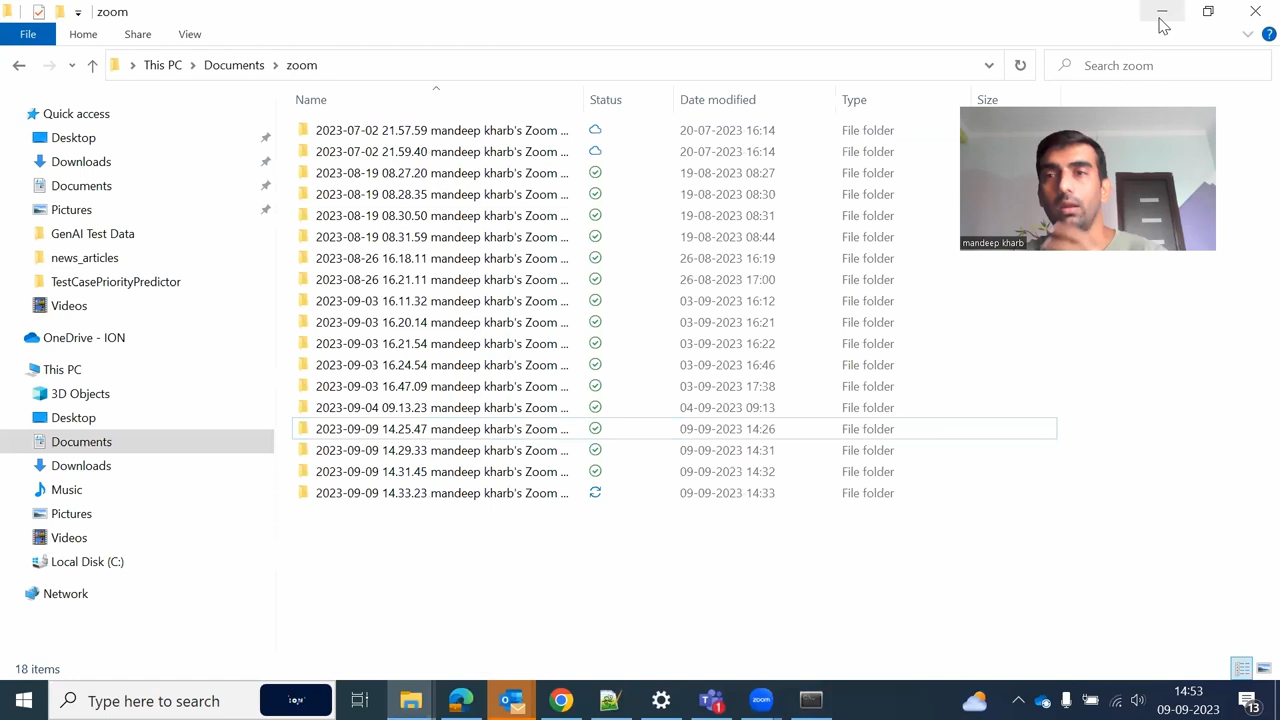 zoom
File Home Share View
This PC Documents zoom
Search zoom
Name Status Date modified Type Size
Quick access
Desktop
Downloads
Documents
Pictures
GenAI Test Data
news_articles
TestCasePriorityPredictor
Videos
OneDrive - ION
This PC
3D Objects
Desktop
Documents
Downloads
Music
Pictures
Videos
Local Disk (C:)
Network
2023-07-02 21.57.59 mandeep kharb's Zoom ... 20-07-2023 16:14 File folder
2023-07-02 21.59.40 mandeep kharb's Zoom ... 20-07-2023 16:14 File folder
2023-08-19 08.27.20 mandeep kharb's Zoom ... 19-08-2023 08:27 File folder
2023-08-19 08.28.35 mandeep kharb's Zoom ... 19-08-2023 08:30 File folder
2023-08-19 08.30.50 mandeep kharb's Zoom ... 19-08-2023 08:31 File folder
2023-08-19 08.31.59 mandeep kharb's Zoom ... 19-08-2023 08:44 File folder
2023-08-26 16.18.11 mandeep kharb's Zoom ... 26-08-2023 16:19 File folder
2023-08-26 16.21.11 mandeep kharb's Zoom ... 26-08-2023 17:00 File folder
2023-09-03 16.11.32 mandeep kharb's Zoom ... 03-09-2023 16:12 File folder
2023-09-03 16.20.14 mandeep kharb's Zoom ... 03-09-2023 16:21 File folder
2023-09-03 16.21.54 mandeep kharb's Zoom ... 03-09-2023 16:22 File folder
2023-09-03 16.24.54 mandeep kharb's Zoom ... 03-09-2023 16:46 File folder
2023-09-03 16.47.09 mandeep kharb's Zoom ... 03-09-2023 17:38 File folder
2023-09-04 09.13.23 mandeep kharb's Zoom ... 04-09-2023 09:13 File folder
2023-09-09 14.25.47 mandeep kharb's Zoom ... 09-09-2023 14:26 File folder
2023-09-09 14.29.33 mandeep kharb's Zoom ... 09-09-2023 14:31 File folder
2023-09-09 14.31.45 mandeep kharb's Zoom ... 09-09-2023 14:32 File folder
2023-09-09 14.33.23 mandeep kharb's Zoom ... 09-09-2023 14:33 File folder
mandeep kharb
18 items
Type here to search
ION
zoom
14:53
09-09-2023
13